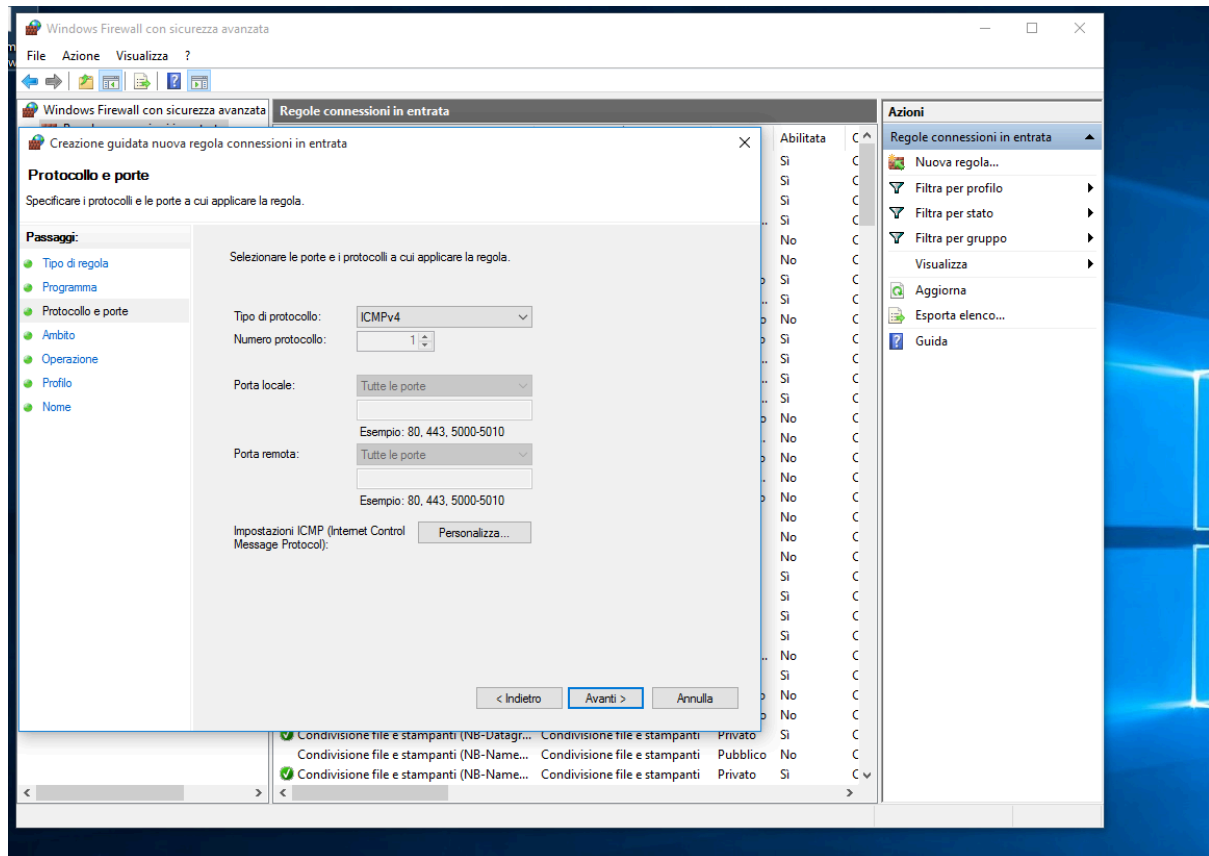 Windows Firewall con sicurezza avanzata
File Azione Visualizza ?
Windows Firewall con sicurezza avanzata
Regole connessioni in entrata
Azioni
Creazione guidata nuova regola connessioni in entrata
Protocollo e porte
Specificare i protocolli e le porte a cui applicare la regola.
Passaggi:
Tipo di regola
Programma
Protocollo e porte
Ambito
Operazione
Profilo
Nome
Selezionare le porte e i protocolli a cui applicare la regola.
Tipo di protocollo: ICMPv4
Numero protocollo: 1
Porta locale: Tutte le porte
Esempio: 80, 443, 5000-5010
Porta remota: Tutte le porte
Esempio: 80, 443, 5000-5010
Impostazioni ICMP (Internet Control
Message Protocol):
Personalizza...
< Indietro Avanti > Annulla
Abilitata
Sì
Sì
Sì
Sì
No
No
Sì
Sì
No
Sì
Sì
Sì
Sì
No
No
No
No
No
No
No
No
Sì
Sì
Sì
Sì
No
Sì
No
No
Condivisione file e stampanti (NB-Datagr... Condivisione file e stampanti Privato Sì
Condivisione file e stampanti (NB-Name... Condivisione file e stampanti Pubblico No
Condivisione file e stampanti (NB-Name... Condivisione file e stampanti Privato Sì
Regole connessioni in entrata
Nuova regola...
Filtra per profilo
Filtra per stato
Filtra per gruppo
Visualizza
Aggiorna
Esporta elenco...
Guida